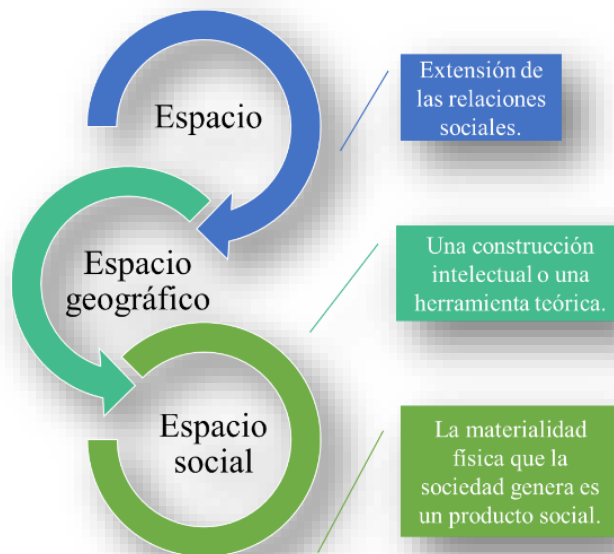 Espacio
Extensión de
las relaciones
sociales.
Espacio
geográfico
Una construcción
intelectual o una
herramienta teórica.
Espacio
social
La materialidad
física que la
sociedad genera es
un producto social.